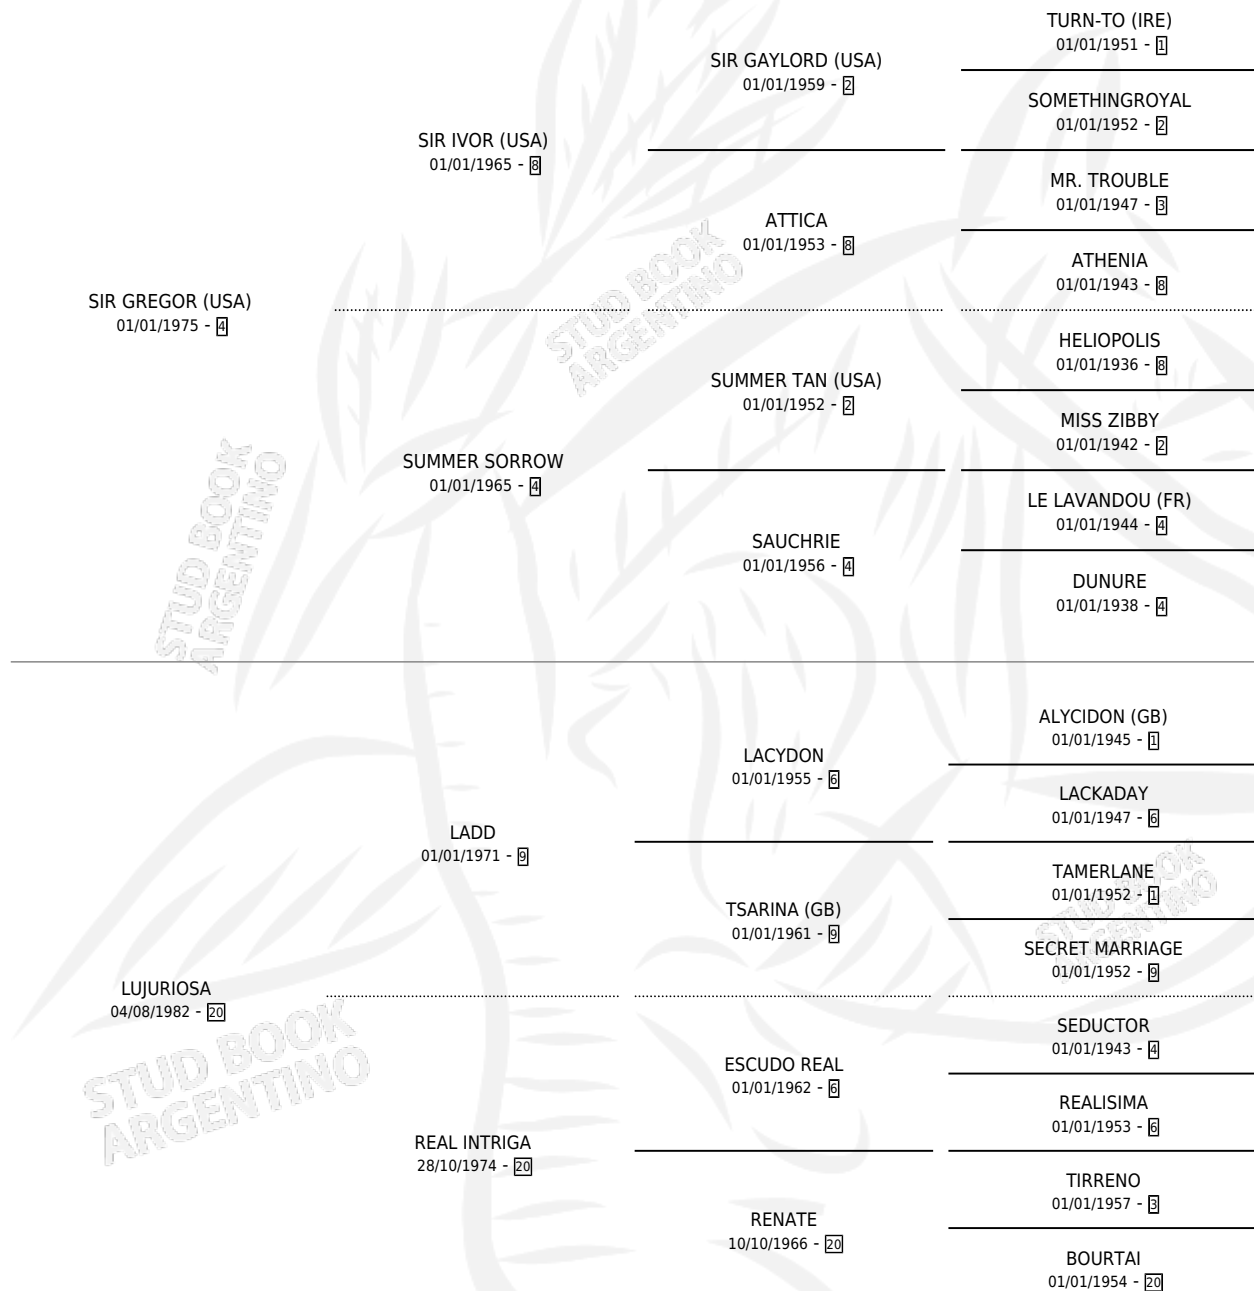 TURN-TO (IRE)
01/01/1951 - 1
SIR GAYLORD (USA)
01/01/1959 - 2
SOMETHINGROYAL
01/01/1952 - 2
SIR IVOR (USA)
01/01/1965 - 8
MR. TROUBLE
01/01/1947 - 3
ATTICA
01/01/1953 - 8
ATHENIA
01/01/1943 - 8
SIR GREGOR (USA)
01/01/1975 - 4
HELIOPOLIS
01/01/1936 - 8
SUMMER TAN (USA)
01/01/1952 - 2
MISS ZIBBY
01/01/1942 - 2
SUMMER SORROW
01/01/1965 - 4
LE LAVANDOU (FR)
01/01/1944 - 4
SAUCHRIE
01/01/1956 - 4
DUNURE
01/01/1938 - 4
ALYCIDON (GB)
01/01/1945 - 1
LACYDON
01/01/1955 - 6
LACKADAY
01/01/1947 - 6
LADD
01/01/1971 - 9
TAMERLANE
01/01/1952 - 1
TSARINA (GB)
01/01/1961 - 9
SECRET MARRIAGE
01/01/1952 - 9
LUJURIOSA
04/08/1982 - 20
SEDUCTOR
01/01/1943 - 4
ESCUDO REAL
01/01/1962 - 6
REALISIMA
01/01/1953 - 6
REAL INTRIGA
28/10/1974 - 20
TIRRENO
01/01/1957 - 3
RENATE
10/10/1966 - 20
BOURTAI
01/01/1954 - 20
STUD BOOK
ARGENTINO
STUD BOOK
ARGENTINO
STUD BOOK
ARGENTINO
STUD BOOK
ARGENTINO